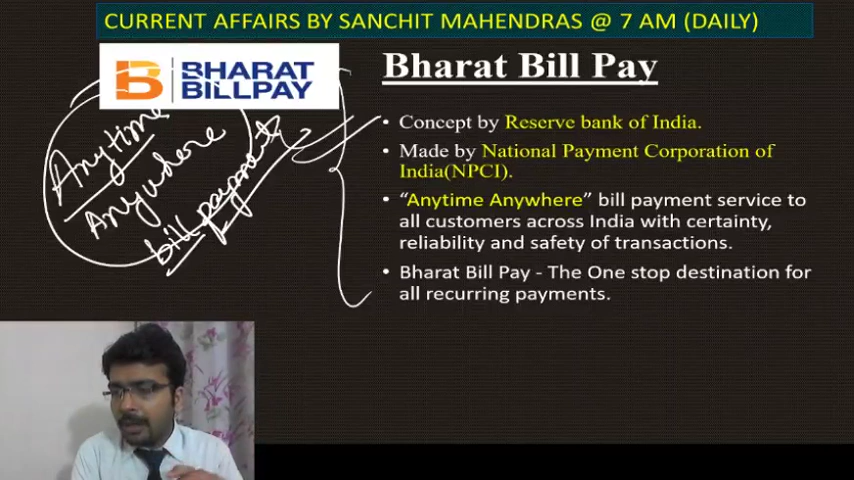 CURRENT AFFAIRS BY SANCHIT MAHENDRAS @ 7 AM (DAILY)
BHARAT
BILLPAY
Anytime
Anywhere
bill payments
Bharat Bill Pay
• Concept by Reserve bank of India.
• Made by National Payment Corporation of
India(NPCI).
• “Anytime Anywhere” bill payment service to
all customers across India with certainty,
reliability and safety of transactions.
• Bharat Bill Pay - The One stop destination for
all recurring payments.